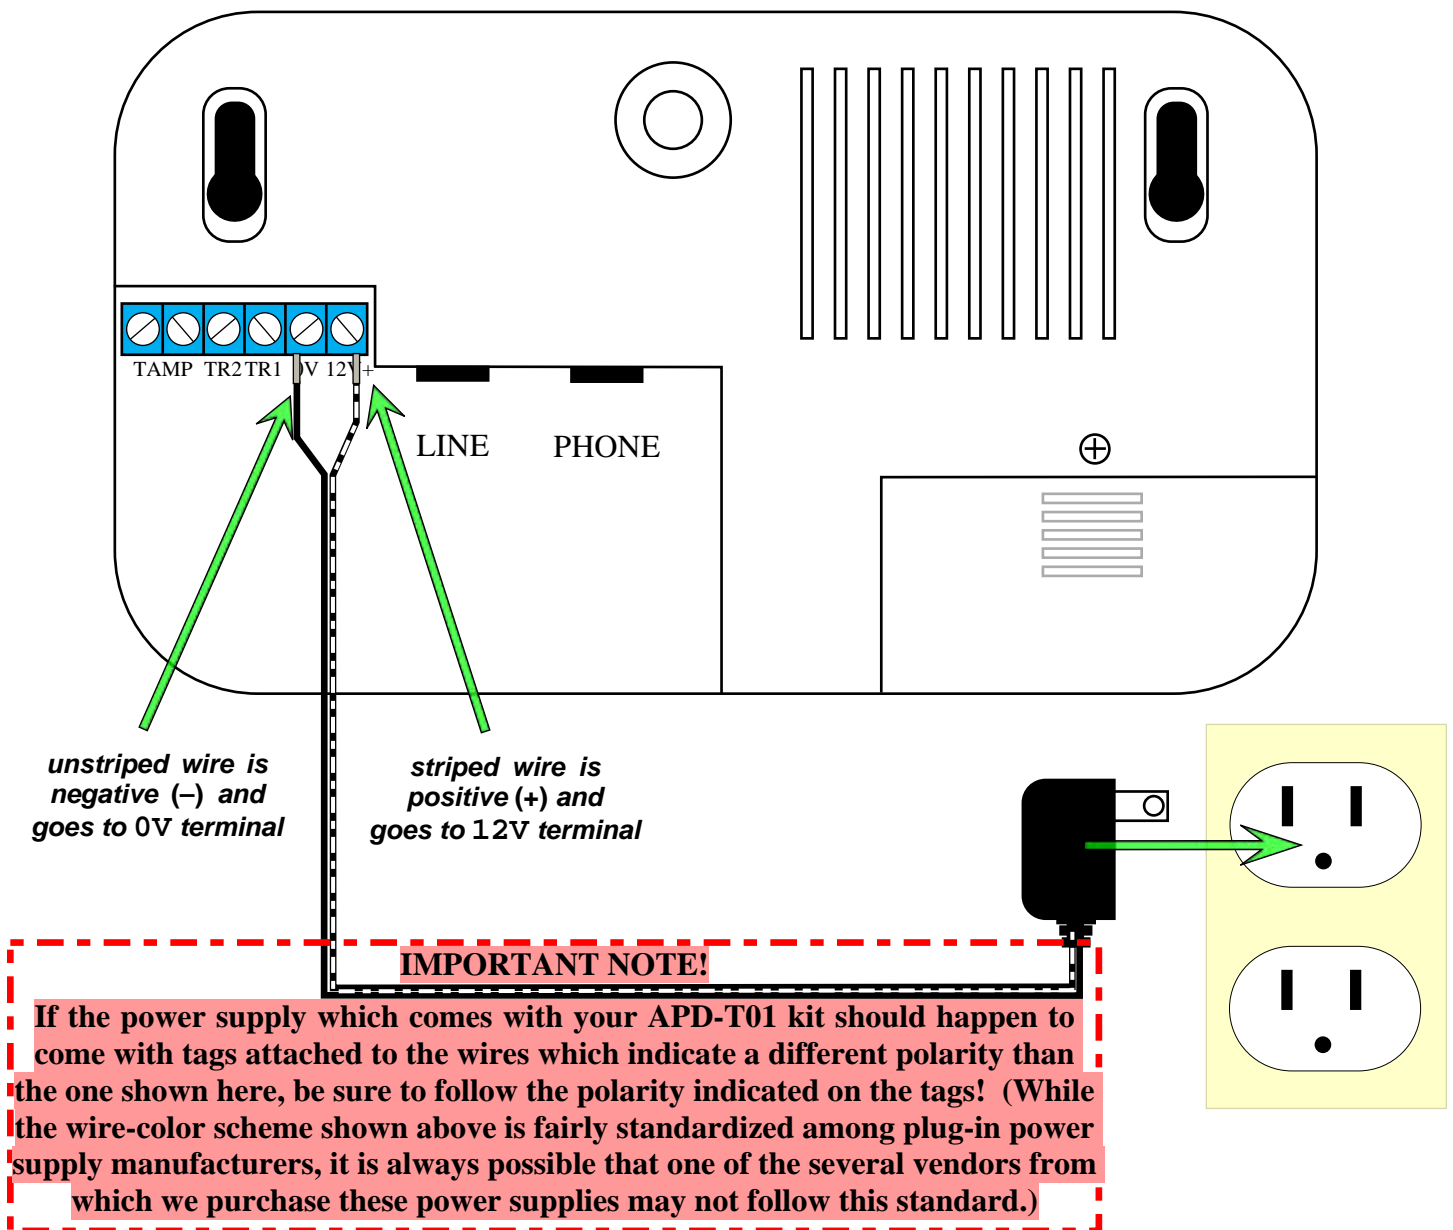 TAMP TR2 TR1 0V 12V+
LINE PHONE
unstriped wire is
negative (–) and
goes to 0V terminal
striped wire is
positive (+) and
goes to 12V terminal
IMPORTANT NOTE!
If the power supply which comes with your APD-T01 kit should happen to
come with tags attached to the wires which indicate a different polarity than
the one shown here, be sure to follow the polarity indicated on the tags! (While
the wire-color scheme shown above is fairly standardized among plug-in power
supply manufacturers, it is always possible that one of the several vendors from
which we purchase these power supplies may not follow this standard.)